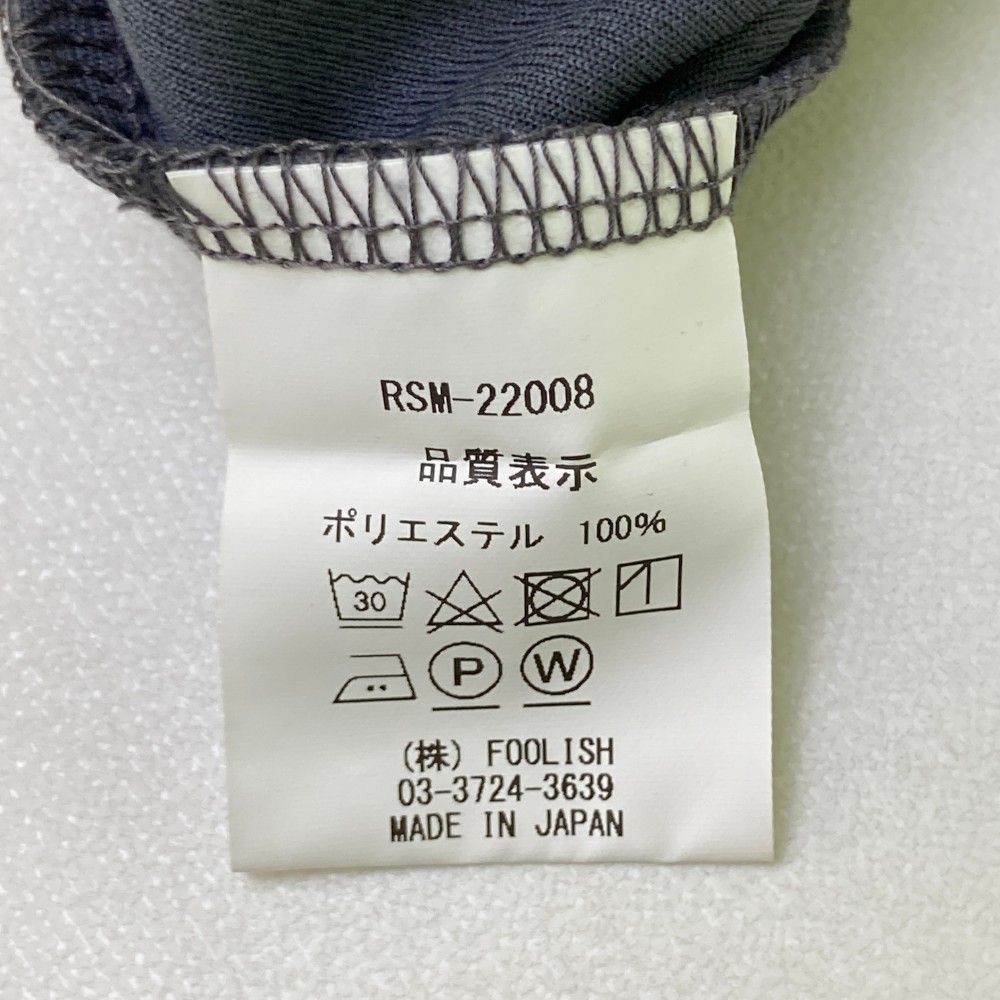 RSM-22008
品質表示
ポリエステル 100%
30
P W
(株) FOOLISH
03-3724-3639
MADE IN JAPAN